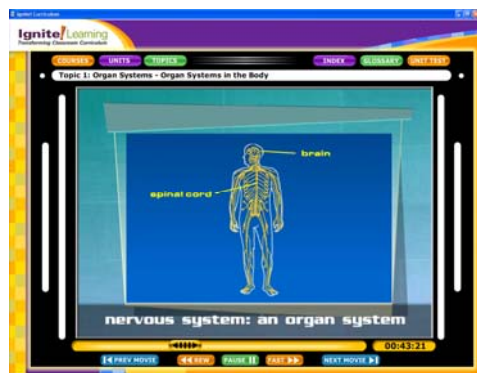 Ignite! Curriculum
Ignite! Learning
Transforming Classroom Curriculum
COURSES UNITS TOPICS INDEX GLOSSARY UNIT TEST
Topic 1: Organ Systems - Organ Systems in the Body
brain
spinal cord
nervous system: an organ system
00:43:21
PREV MOVIE REW PAUSE FAST NEXT MOVIE